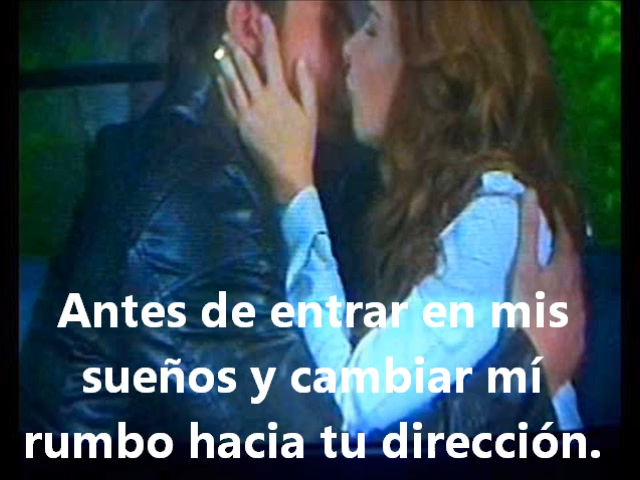 Antes de entrar en mis
sueños y cambiar mí
rumbo hacia tu dirección.